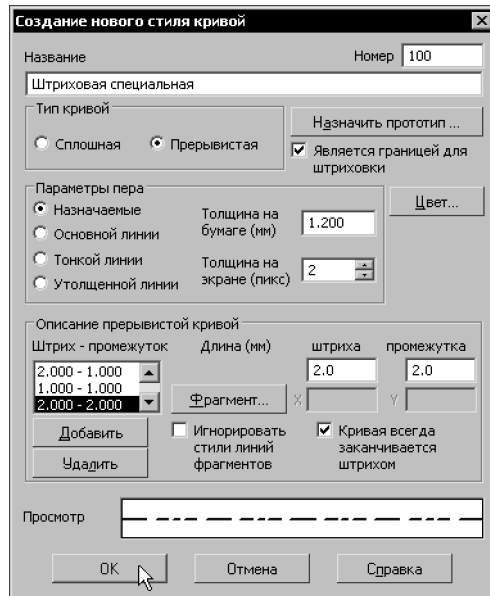 Создание нового стиля кривой
Название Номер 100
Штриховая специальная
Тип кривой
Сплошная Прерывистая
Назначить прототип ...
Является границей для
штриховки
Параметры пера
Назначаемые
Основной линии
Тонкой линии
Утолщенной линии
Толщина на
бумаге (мм) 1.200
Толщина на
экране (пикс) 2
Цвет...
Описание прерывистой кривой
Штрих - промежуток Длина (мм) штриха промежутка
2.000 - 1.000
1.000 - 1.000
2.000 - 2.000
2.0 2.0
Фрагмент... X Y
Добавить
Удалить
Игнорировать
стили линий
фрагментов
Кривая всегда
заканчивается
штрихом
Просмотр
OK Отмена Справка